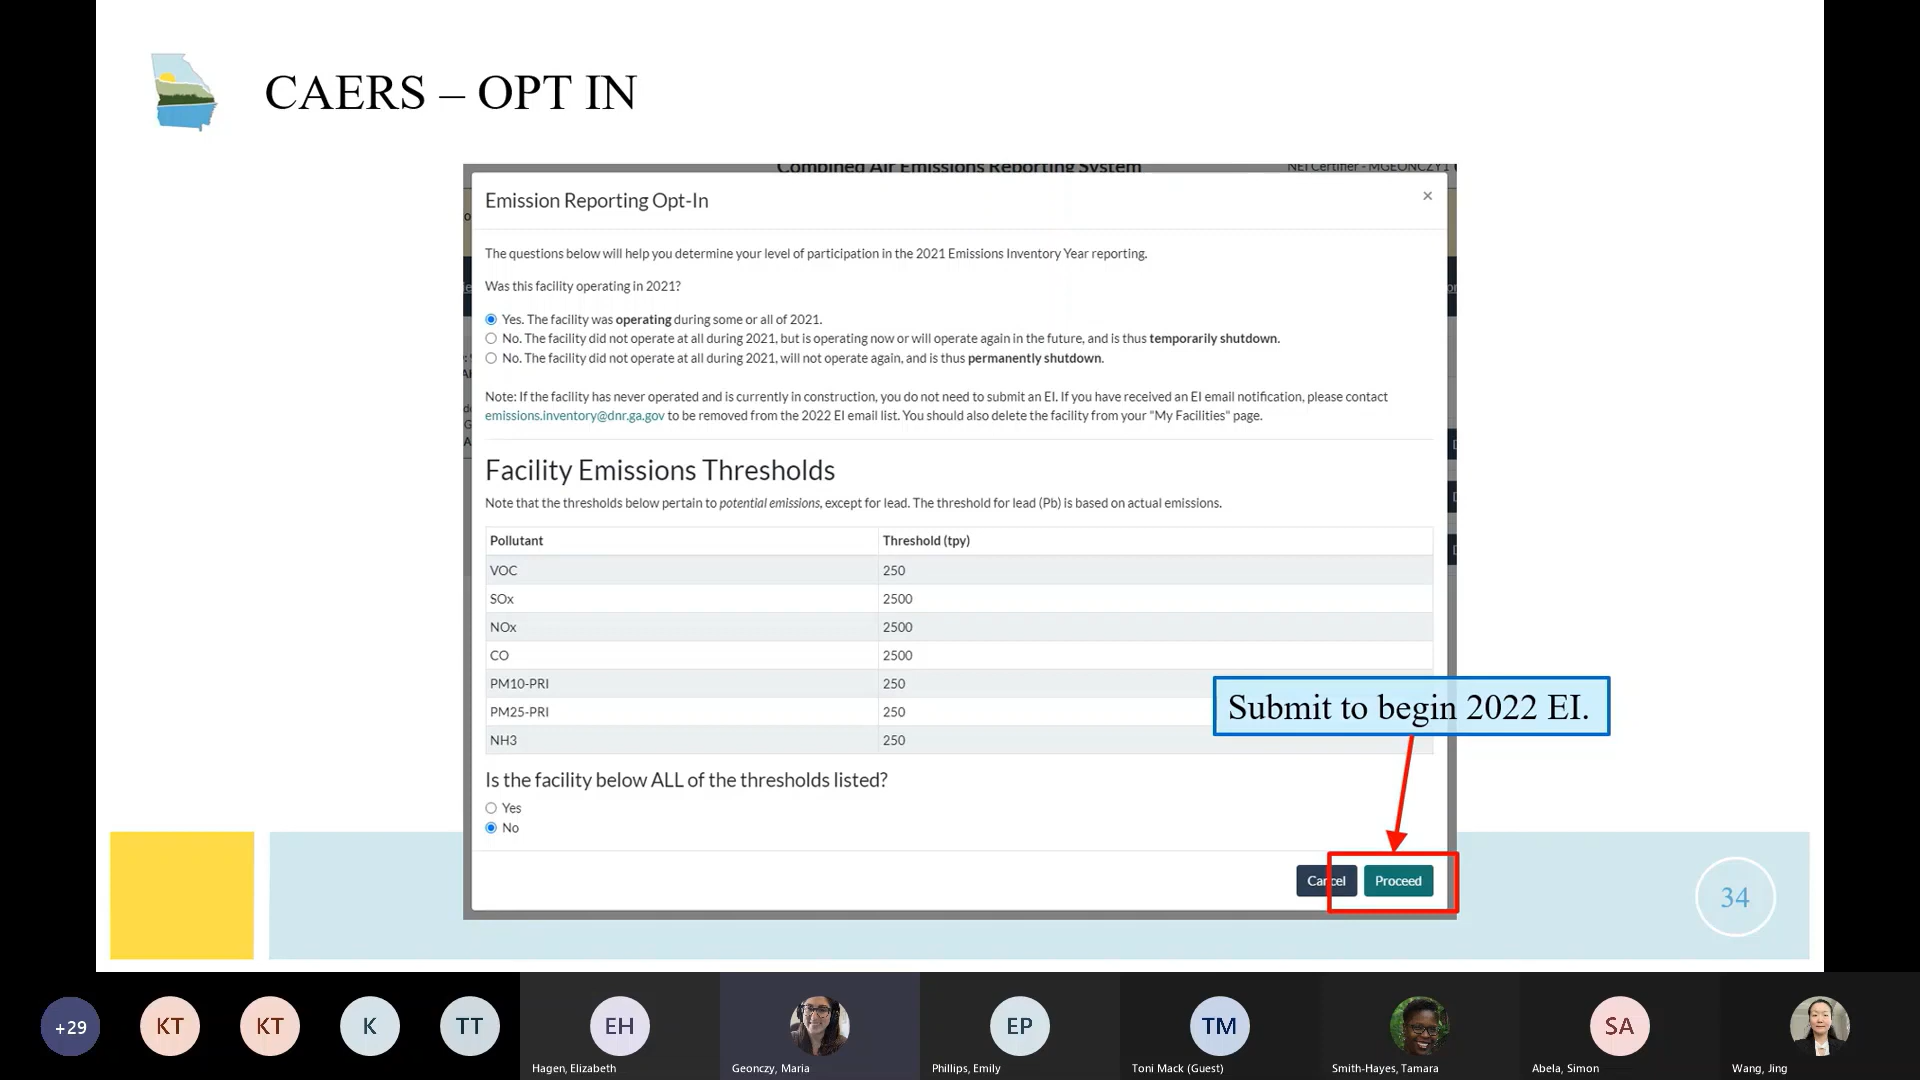 CAERS – OPT IN
Combined Air Emissions Reporting System
NEI Certifier - MGEONCZY1
Emission Reporting Opt-In
×
The questions below will help you determine your level of participation in the 2021 Emissions Inventory Year reporting.
Was this facility operating in 2021?
Yes. The facility was operating during some or all of 2021.
No. The facility did not operate at all during 2021, but is operating now or will operate again in the future, and is thus temporarily shutdown.
No. The facility did not operate at all during 2021, will not operate again, and is thus permanently shutdown.
Note: If the facility has never operated and is currently in construction, you do not need to submit an EI. If you have received an EI email notification, please contact
emissions.inventory@dnr.ga.gov to be removed from the 2022 EI email list. You should also delete the facility from your "My Facilities" page.
Facility Emissions Thresholds
Note that the thresholds below pertain to potential emissions, except for lead. The threshold for lead (Pb) is based on actual emissions.
Pollutant Threshold (tpy)
VOC 250
SOx 2500
NOx 2500
CO 2500
PM10-PRI 250
PM25-PRI 250
NH3 250
Submit to begin 2022 EI.
Is the facility below ALL of the thresholds listed?
Yes
No
Cancel Proceed
34
+29 KT KT K TT EH EP TM SA
Hagen, Elizabeth Geonczy, Maria Phillips, Emily Toni Mack (Guest) Smith-Hayes, Tamara Abela, Simon Wang, Jing